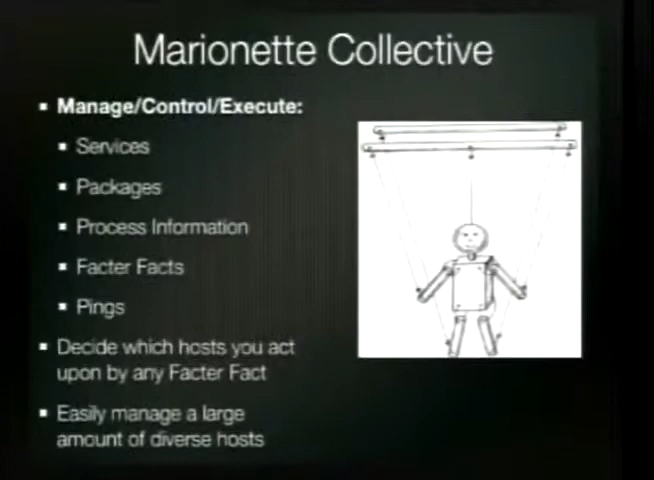 Marionette Collective
Manage/Control/Execute:
Services
Packages
Process Information
Facter Facts
Pings
Decide which hosts you act
upon by any Facter Fact
Easily manage a large
amount of diverse hosts